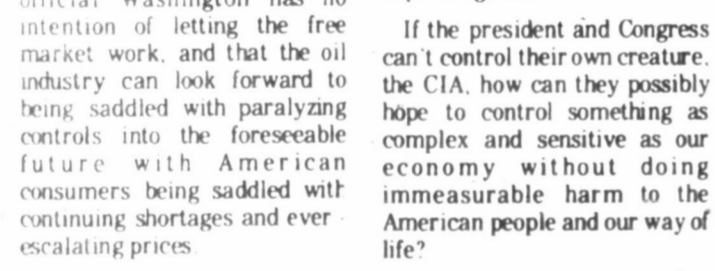 intention of letting the free
market work, and that the oil
industry can look forward to
being saddled with paralyzing
controls into the foreseeable
future with American
consumers being saddled with
continuing shortages and ever
escalating prices.
If the president and Congress
can't control their own creature,
the CIA, how can they possibly
hope to control something as
complex and sensitive as our
economy without doing
immeasurable harm to the
American people and our way of
life?